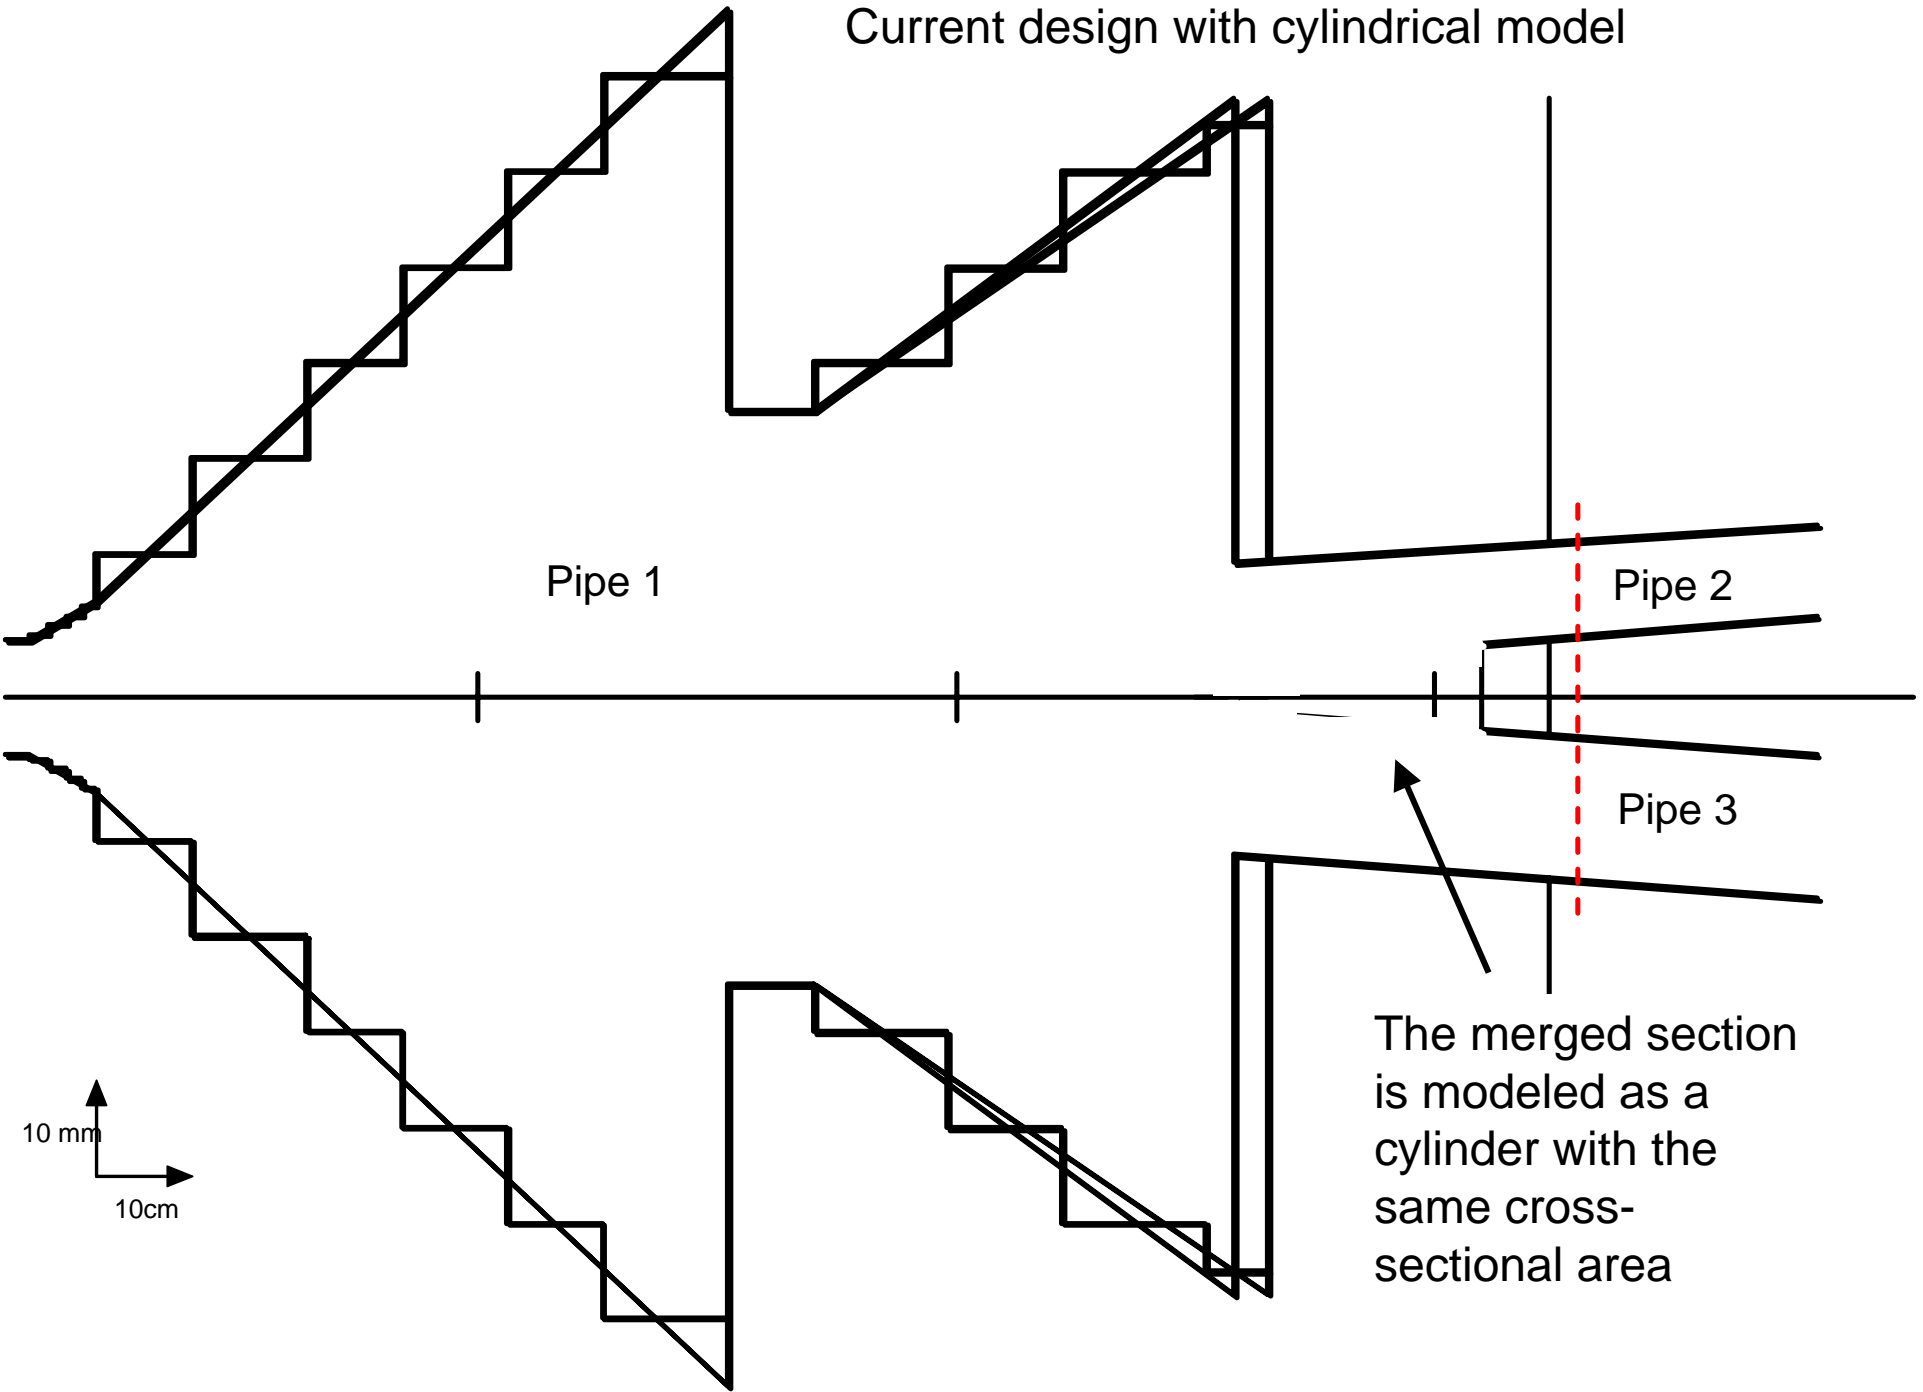 Current design with cylindrical model
Pipe 1
Pipe 2
Pipe 3
10 mm
10cm
The merged section
is modeled as a
cylinder with the
same cross-
sectional area